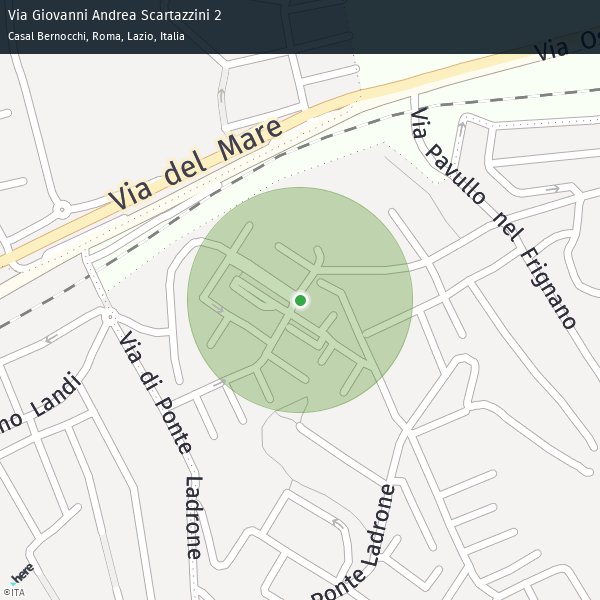 Via Giovanni Andrea Scartazzini 2
Casal Bernocchi, Roma, Lazio, Italia
Via
Via del Mare
Via Pavullo nel Frignano
Via di Ponte Ladrone
no Landi
Ponte Ladrone
here
©ITA